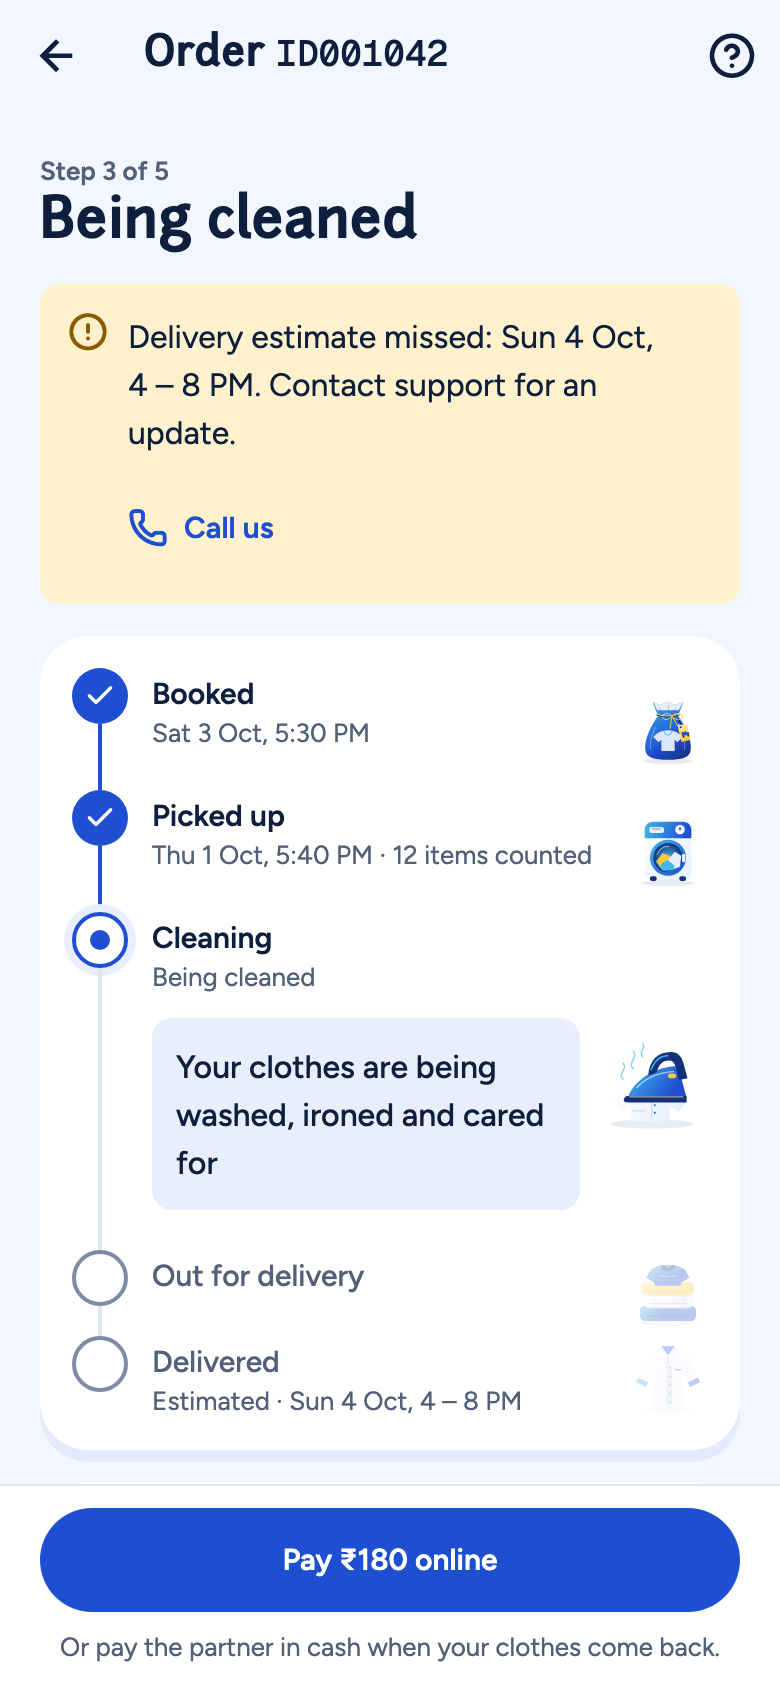 Order ID001042
Step 3 of 5
Being cleaned
Delivery estimate missed: Sun 4 Oct,
4 – 8 PM. Contact support for an
update.
Call us
Booked
Sat 3 Oct, 5:30 PM
Picked up
Thu 1 Oct, 5:40 PM · 12 items counted
Cleaning
Being cleaned
Your clothes are being
washed, ironed and cared
for
Out for delivery
Delivered
Estimated · Sun 4 Oct, 4 – 8 PM
Pay ₹180 online
Or pay the partner in cash when your clothes come back.